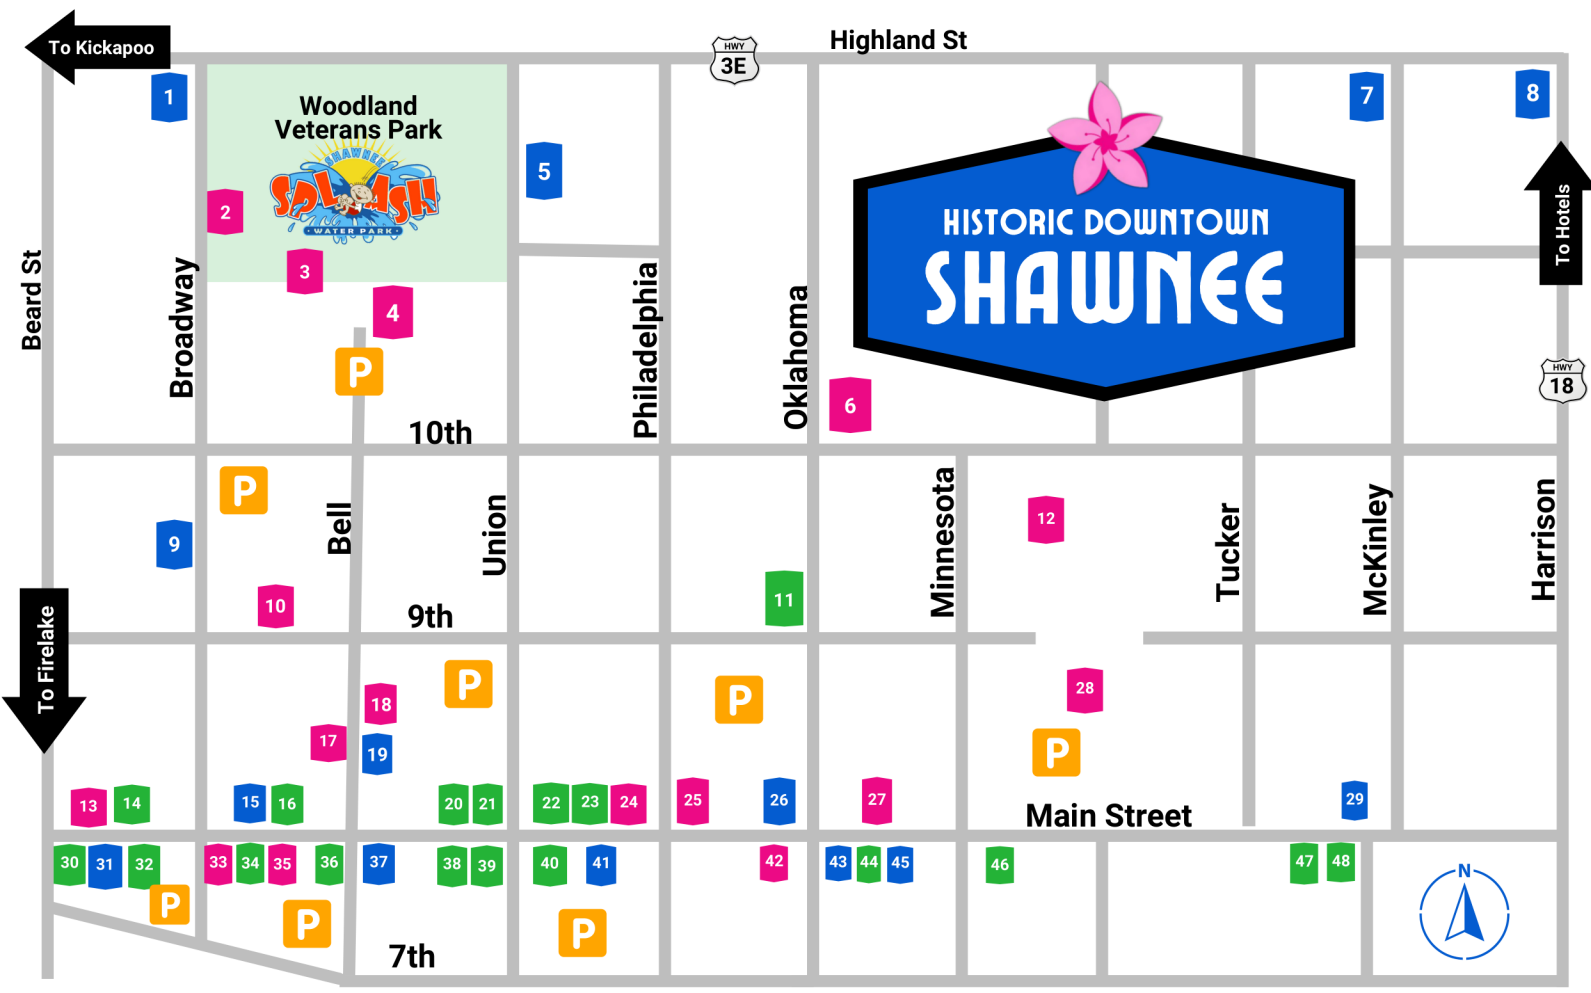 To Kickapoo
Highland St
HWY
3E
1
Woodland
Veterans Park
SHAWNEE
SPLASH
WATER PARK
2
3
4
5
7
8
HISTORIC DOWNTOWN
SHAWNEE
To Hotels
HWY
18
Beard St
Broadway
Philadelphia
Oklahoma
P
6
10th
P
9
Bell
Union
10
9th
11
Minnesota
12
Tucker
McKinley
Harrison
To Firelake
P
18
17
19
P
28
P
13
14
15
16
20
21
22
23
24
25
26
27
Main Street
29
30
31
32
33
34
35
36
37
38
39
40
41
42
43
44
45
46
47
48
P
P
P
7th
N